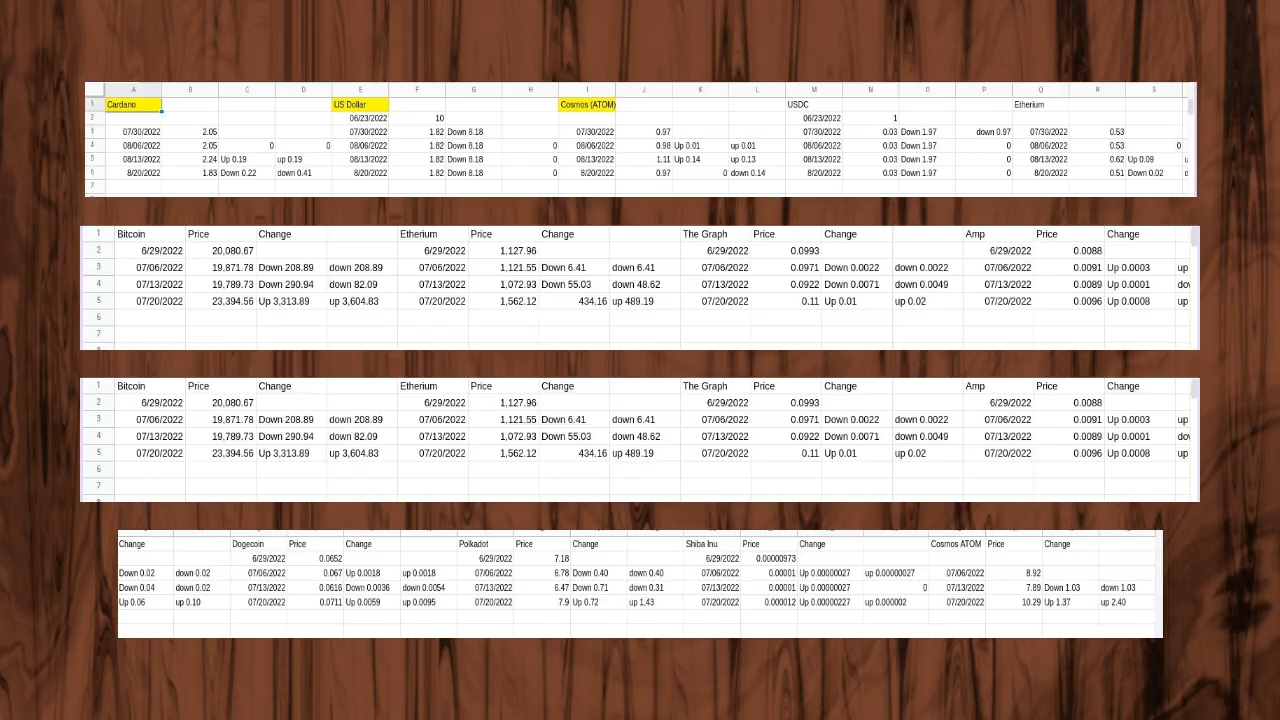 A B C D E F G H I J K L M N O P Q R S
1 Cardano US Dollar Cosmos (ATOM) USDC Etherium
2 06/23/2022 10 06/23/2022 1
3 07/30/2022 2.05 07/30/2022 1.82 Down 8.18 07/30/2022 0.97 07/30/2022 0.03 Down 1.97 down 0.97 07/30/2022 0.53
4 08/06/2022 2.05 0 0 08/06/2022 1.82 Down 8.18 0 08/06/2022 0.98 Up 0.01 up 0.01 08/06/2022 0.03 Down 1.97 0 08/06/2022 0.53 0
5 08/13/2022 2.24 Up 0.19 up 0.19 08/13/2022 1.82 Down 8.18 0 08/13/2022 1.11 Up 0.14 up 0.13 08/13/2022 0.03 Down 1.97 0 08/13/2022 0.62 Up 0.09 u
6 8/20/2022 1.83 Down 0.22 down 0.41 8/20/2022 1.82 Down 8.18 0 8/20/2022 0.97 0 down 0.14 8/20/2022 0.03 Down 1.97 0 8/20/2022 0.51 Down 0.02 d
7
1 Bitcoin Price Change Etherium Price Change The Graph Price Change Amp Price Change
2 6/29/2022 20,080.67 6/29/2022 1,127.96 6/29/2022 0.0993 6/29/2022 0.0088
3 07/06/2022 19,871.78 Down 208.89 down 208.89 07/06/2022 1,121.55 Down 6.41 down 6.41 07/06/2022 0.0971 Down 0.0022 down 0.0022 07/06/2022 0.0091 Up 0.0003 up
4 07/13/2022 19,789.73 Down 290.94 down 82.09 07/13/2022 1,072.93 Down 55.03 down 48.62 07/13/2022 0.0922 Down 0.0071 down 0.0049 07/13/2022 0.0089 Up 0.0001 dov
5 07/20/2022 23,394.56 Up 3,313.89 up 3,604.83 07/20/2022 1,562.12 434.16 up 489.19 07/20/2022 0.11 Up 0.01 up 0.02 07/20/2022 0.0096 Up 0.0008 up
6
7
1 Bitcoin Price Change Etherium Price Change The Graph Price Change Amp Price Change
2 6/29/2022 20,080.67 6/29/2022 1,127.96 6/29/2022 0.0993 6/29/2022 0.0088
3 07/06/2022 19,871.78 Down 208.89 down 208.89 07/06/2022 1,121.55 Down 6.41 down 6.41 07/06/2022 0.0971 Down 0.0022 down 0.0022 07/06/2022 0.0091 Up 0.0003 up
4 07/13/2022 19,789.73 Down 290.94 down 82.09 07/13/2022 1,072.93 Down 55.03 down 48.62 07/13/2022 0.0922 Down 0.0071 down 0.0049 07/13/2022 0.0089 Up 0.0001 dov
5 07/20/2022 23,394.56 Up 3,313.89 up 3,604.83 07/20/2022 1,562.12 434.16 up 489.19 07/20/2022 0.11 Up 0.01 up 0.02 07/20/2022 0.0096 Up 0.0008 up
6
7
Change Dogecoin Price Change Polkadot Price Change Shiba Inu Price Change Cosmos ATOM Price Change
6/29/2022 0.0652 6/29/2022 7.18 6/29/2022 0.00000973
Down 0.02 down 0.02 07/06/2022 0.067 Up 0.0018 up 0.0018 07/06/2022 6.78 Down 0.40 down 0.40 07/06/2022 0.00001 Up 0.00000027 up 0.00000027 07/06/2022 8.92
Down 0.04 down 0.04 07/13/2022 0.0616 Down 0.0036 down 0.0054 07/13/2022 6.47 Down 0.71 down 0.31 07/13/2022 0.00001 Up 0.00000027 0 07/13/2022 7.89 Down 1.03 down 1.03
Up 0.06 up 0.10 07/20/2022 0.0711 Up 0.0059 up 0.0095 07/20/2022 7.9 Up 0.72 up 1.43 07/20/2022 0.000012 Up 0.00000227 up 0.000002 07/20/2022 10.29 Up 1.37 up 2.40